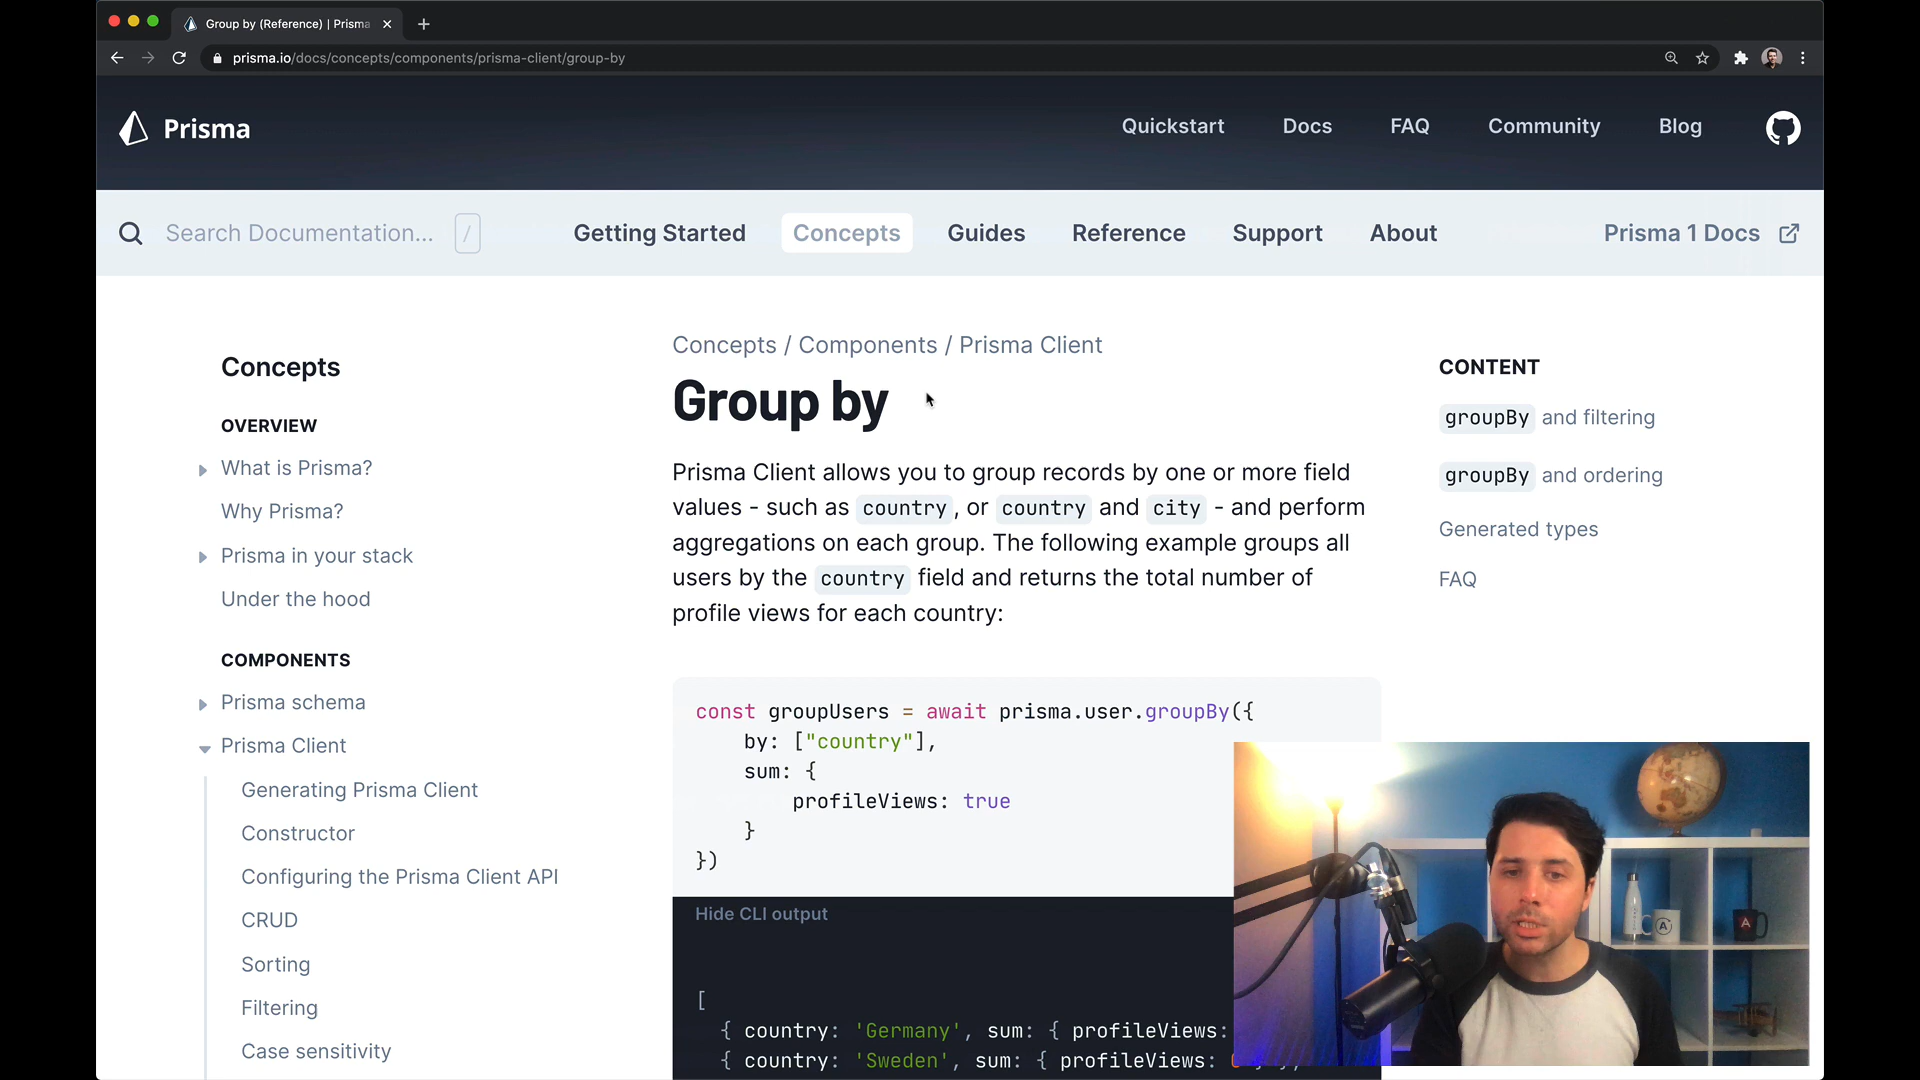 Group by (Reference) | Prisma
prisma.io/docs/concepts/components/prisma-client/group-by
Prisma
Quickstart
Docs
FAQ
Community
Blog
Search Documentation...
/
Getting Started
Concepts
Guides
Reference
Support
About
Prisma 1 Docs
Concepts
OVERVIEW
What is Prisma?
Why Prisma?
Prisma in your stack
Under the hood
COMPONENTS
Prisma schema
Prisma Client
Generating Prisma Client
Constructor
Configuring the Prisma Client API
CRUD
Sorting
Filtering
Case sensitivity
Concepts / Components / Prisma Client
Group by
Prisma Client allows you to group records by one or more field
values - such as country, or country and city - and perform
aggregations on each group. The following example groups all
users by the country field and returns the total number of
profile views for each country:
const groupUsers = await prisma.user.groupBy({
by: ["country"],
sum: {
profileViews: true
}
})
Hide CLI output
[
{ country: 'Germany', sum: { profileViews:
{ country: 'Sweden', sum: { profileViews:
CONTENT
groupBy and filtering
groupBy and ordering
Generated types
FAQ
A
A